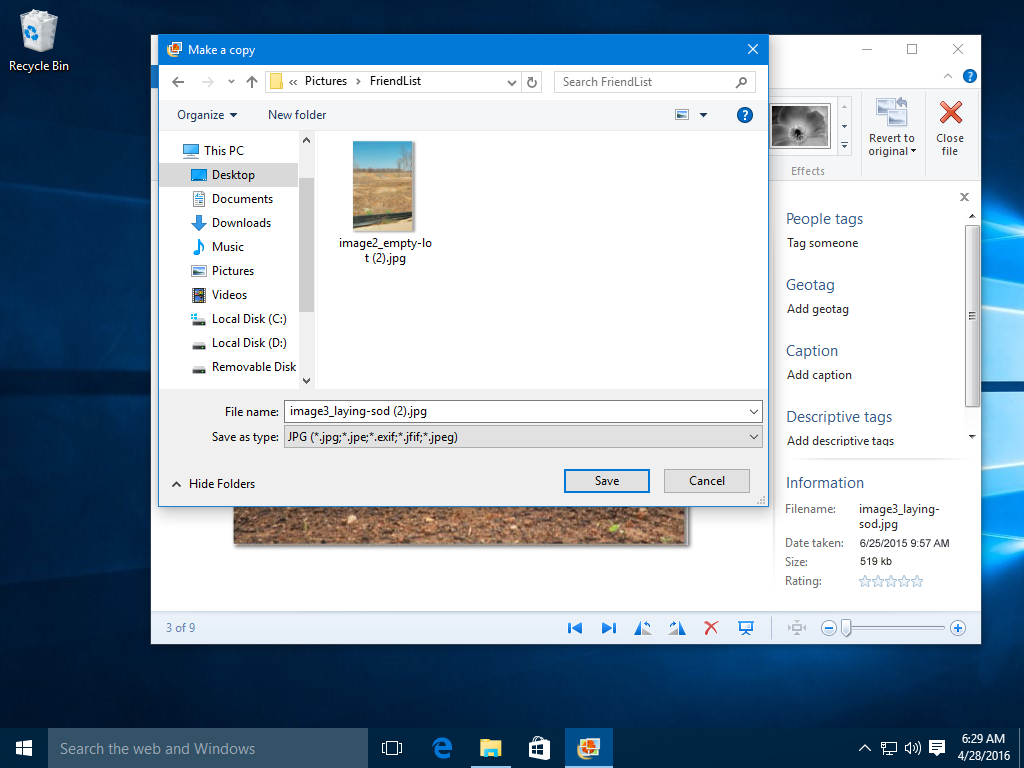 Recycle Bin
Make a copy
« Pictures › FriendList
Search FriendList
Organize
New folder
This PC
Desktop
Documents
Downloads
Music
Pictures
Videos
Local Disk (C:)
Local Disk (D:)
Removable Disk
image2_empty-lo
t (2).jpg
File name: image3_laying-sod (2).jpg
Save as type: JPG (*.jpg;*.jpe;*.exif;*.jfif;*.jpeg)
Hide Folders
Save
Cancel
Revert to
original
Close
file
Effects
People tags
Tag someone
Geotag
Add geotag
Caption
Add caption
Descriptive tags
Add descriptive tags
Information
Filename: image3_laying-
sod.jpg
Date taken: 6/25/2015 9:57 AM
Size: 519 kb
Rating:
3 of 9
Search the web and Windows
6:29 AM
4/28/2016